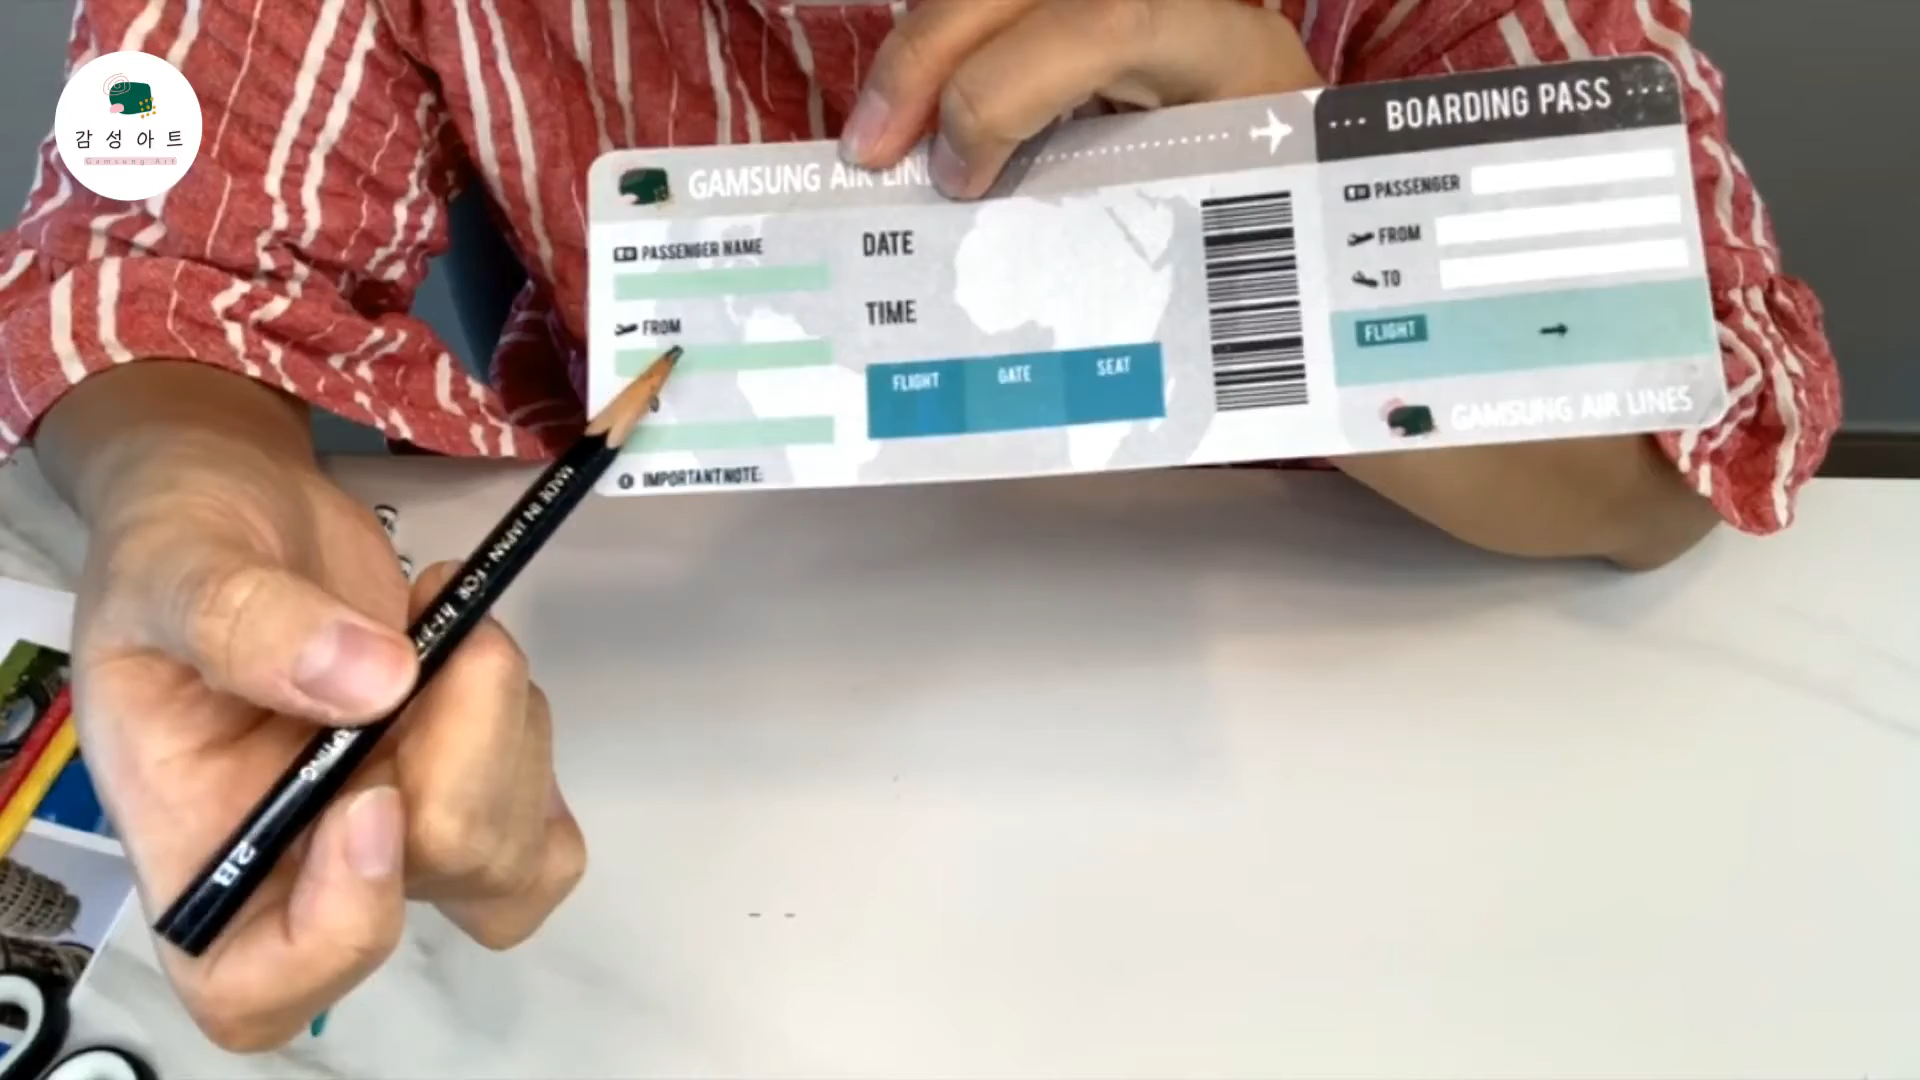 감성아트
Gamsung Art
GAMSUNG AIR
BOARDING PASS
PASSENGER NAME
DATE
PASSENGER
FROM
TO
TIME
FROM
FLIGHT
GATE
SEAT
FLIGHT
IMPORTANT NOTE:
GAMSUNG AIR LINES
MADE IN JAPAN · FOR
2B